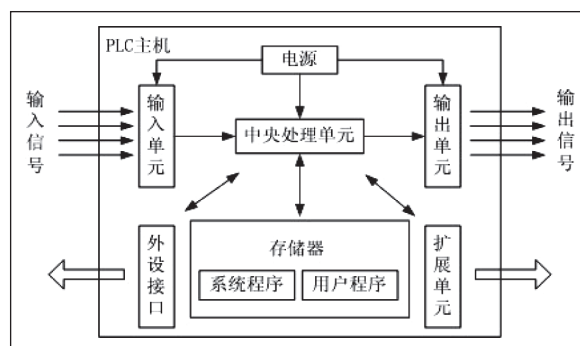 PLC主机
电源
输入信号
输入单元
中央处理单元
输出单元
输出信号
外设接口
存储器
系统程序
用户程序
扩展单元